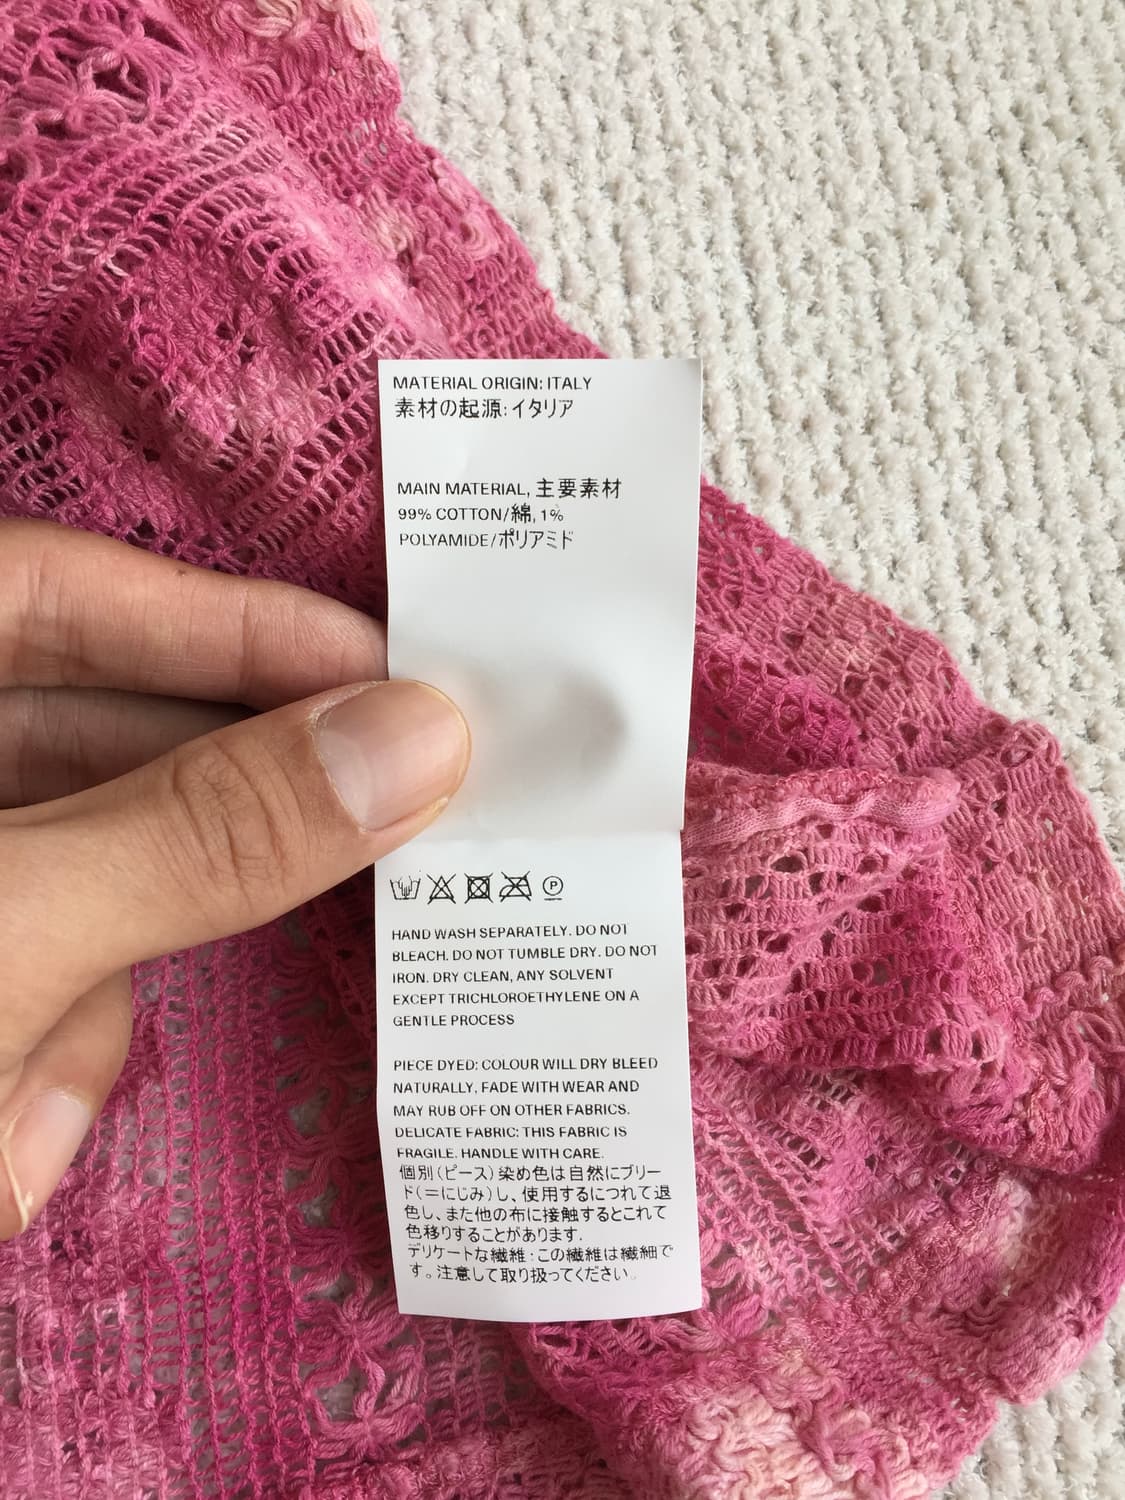 MATERIAL ORIGIN: ITALY
素材の起源: イタリア
MAIN MATERIAL, 主要素材
99% COTTON/綿, 1%
POLYAMIDE/ポリアミド
P
HAND WASH SEPARATELY. DO NOT
BLEACH. DO NOT TUMBLE DRY. DO NOT
IRON. DRY CLEAN, ANY SOLVENT
EXCEPT TRICHLOROETHYLENE ON A
GENTLE PROCESS
PIECE DYED: COLOUR WILL DRY BLEED
NATURALLY, FADE WITH WEAR AND
MAY RUB OFF ON OTHER FABRICS.
DELICATE FABRIC: THIS FABRIC IS
FRAGILE. HANDLE WITH CARE.
個別(ピース)染め色は自然にブリー
ド(=にじみ)し、使用するにつれて退
色し、また他の布に接触するとこれて
色移りすることがあります.
デリケートな繊維:この繊維は繊細で
す。注意して取り扱ってください。